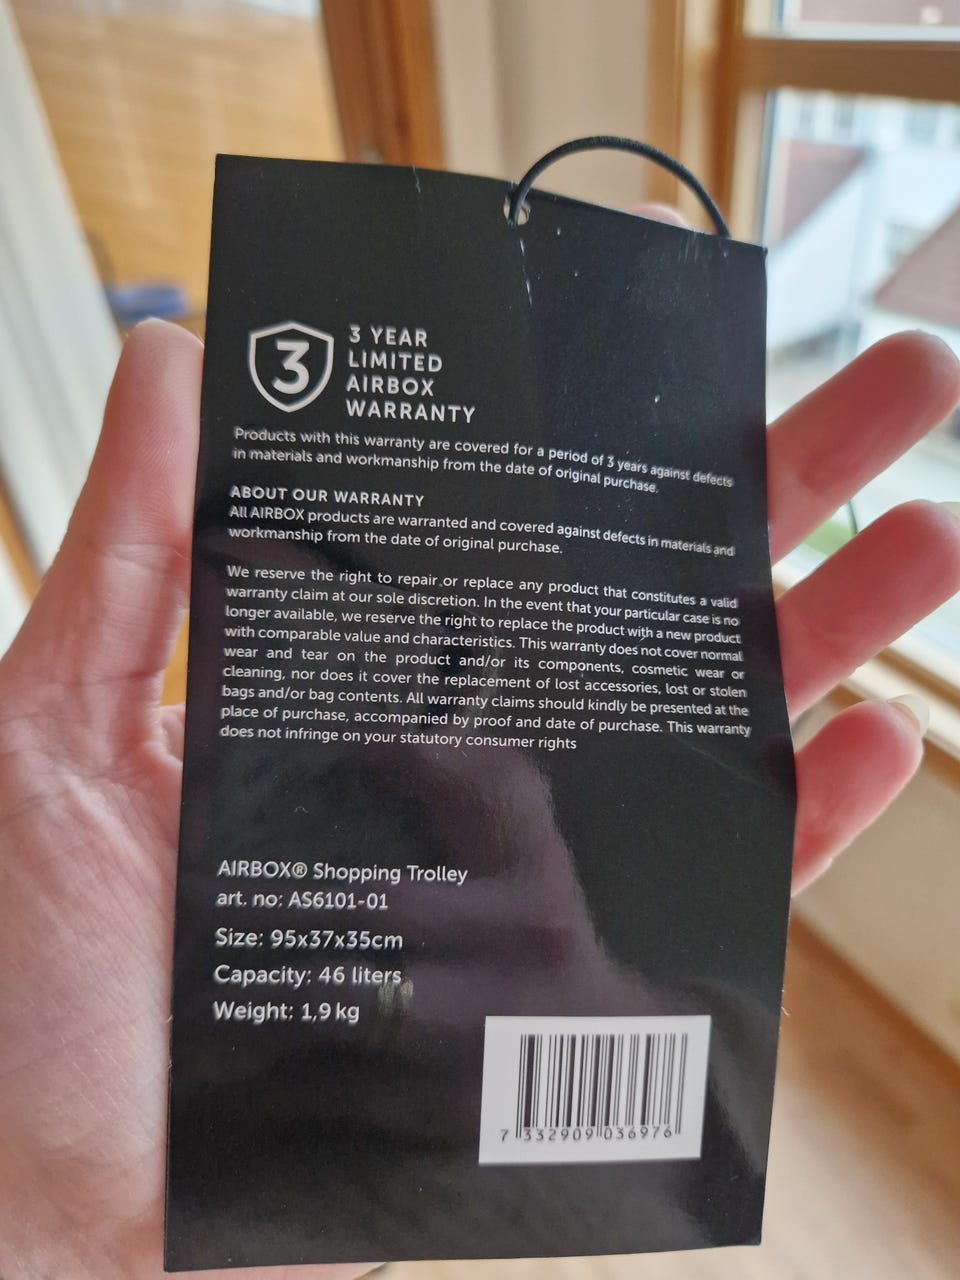 3
3 YEAR
LIMITED
AIRBOX
WARRANTY
Products with this warranty are covered for a period of 3 years against defects
in materials and workmanship from the date of original purchase.
ABOUT OUR WARRANTY
All AIRBOX products are warranted and covered against defects in materials and
workmanship from the date of original purchase.
We reserve the right to repair or replace any product that constitutes a valid
warranty claim at our sole discretion. In the event that your particular case is no
longer available, we reserve the right to replace the product with a new product
with comparable value and characteristics. This warranty does not cover normal
wear and tear on the product and/or its components, cosmetic wear or
cleaning, nor does it cover the replacement of lost accessories, lost or stolen
bags and/or bag contents. All warranty claims should kindly be presented at the
place of purchase, accompanied by proof and date of purchase. This warranty
does not infringe on your statutory consumer rights
AIRBOX® Shopping Trolley
art. no: AS6101-01
Size: 95x37x35cm
Capacity: 46 liters
Weight: 1,9 kg
7 332909 036976